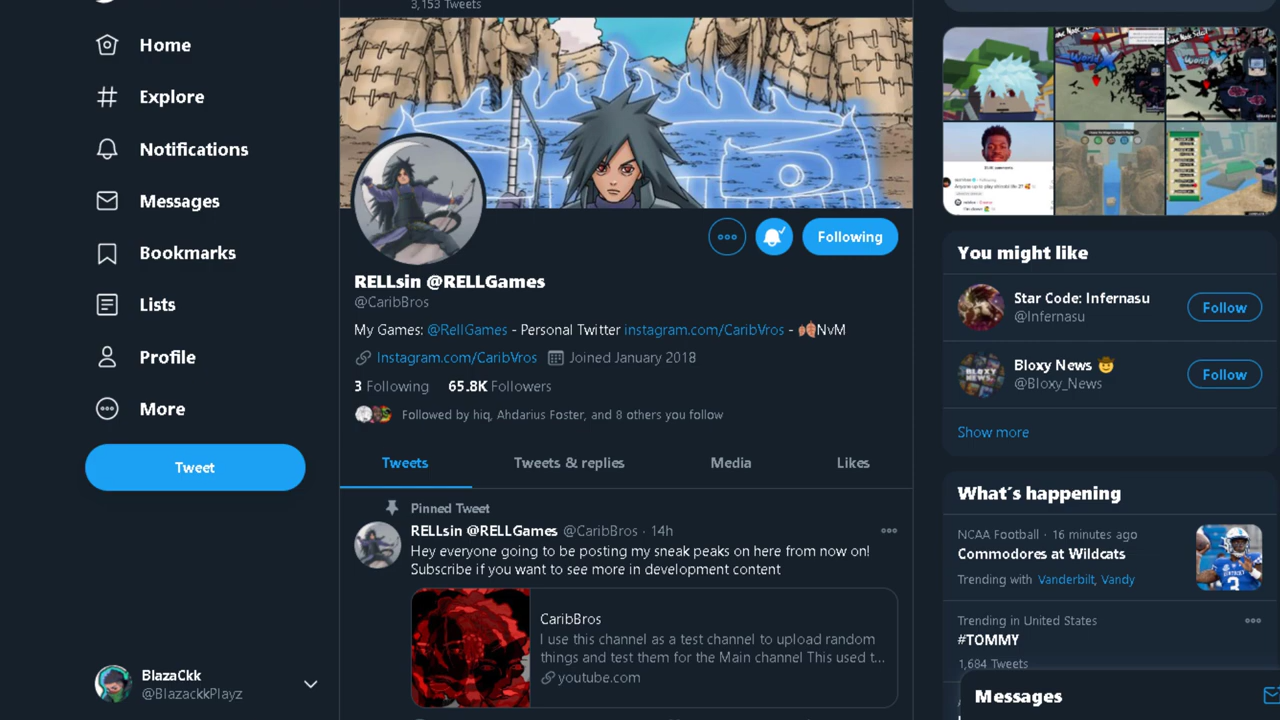 3,153 Tweets
Home
Explore
Notifications
Messages
Bookmarks
Lists
Profile
More
Tweet
BlazaCkk
@BlazackkPlayz
Following
RELLsin @RELLGames
@CaribBros
My Games: @RellGames - Personal Twitter instagram.com/CaribVros - NvM
Instagram.com/CaribVros Joined January 2018
3 Following 65.8K Followers
Followed by hiq, Ahdarius Foster, and 8 others you follow
Tweets Tweets & replies Media Likes
Pinned Tweet
RELLsin @RELLGames @CaribBros · 14h
Hey everyone going to be posting my sneak peaks on here from now on!
Subscribe if you want to see more in development content
CaribBros
I use this channel as a test channel to upload random
things and test them for the Main channel This used t...
youtube.com
You might like
Star Code: Infernasu
@Infernasu
Follow
Bloxy News 🤠
@Bloxy_News
Follow
Show more
What's happening
NCAA Football · 16 minutes ago
Commodores at Wildcats
Trending with Vanderbilt, Vandy
Trending in United States
#TOMMY
1,684 Tweets
Messages